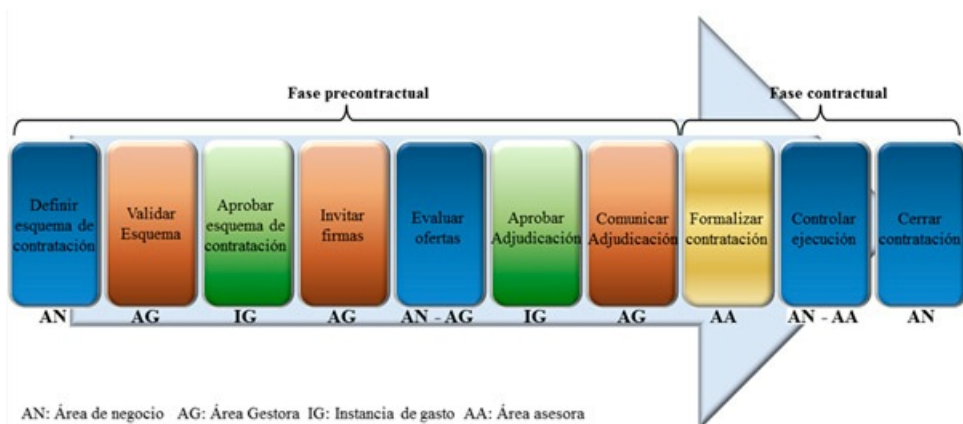 Fase precontractual
Fase contractual
Definir
esquema de
contratación
Validar
Esquema
Aprobar
esquema de
contratación
Invitar
firmas
Evaluar
ofertas
Aprobar
Adjudicación
Comunicar
Adjudicación
Formalizar
contratación
Controlar
ejecución
Cerrar
contratación
AN
AG
IG
AG
AN - AG
IG
AG
AA
AN - AA
AN
AN: Área de negocio AG: Área Gestora IG: Instancia de gasto AA: Área asesora